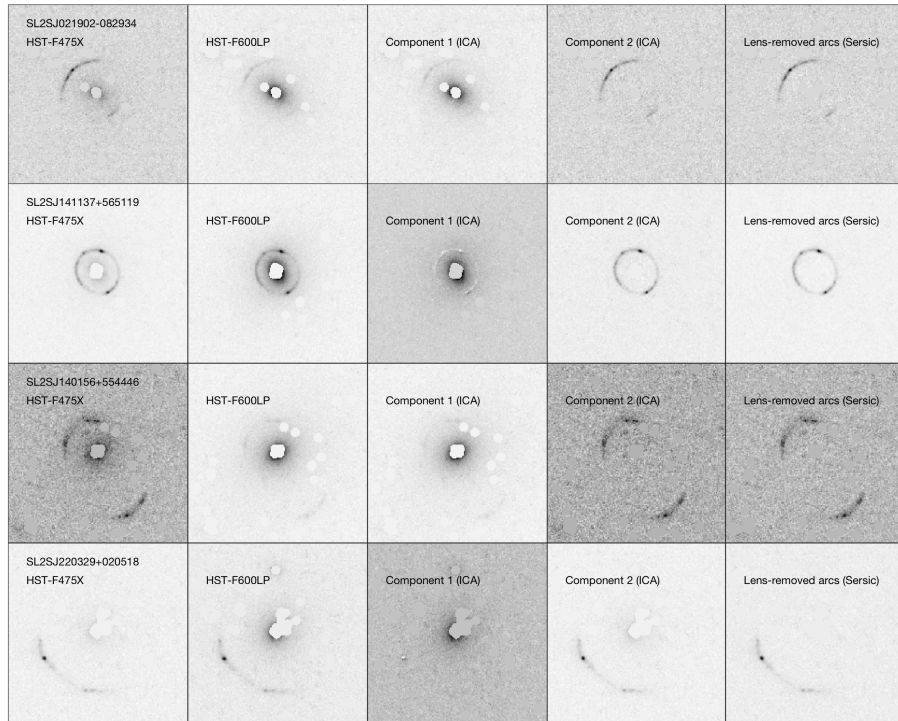 SL2SJ021902-082934
HST-F475X
HST-F600LP
Component 1 (ICA)
Component 2 (ICA)
Lens-removed arcs (Sersic)
SL2SJ141137+565119
HST-F475X
HST-F600LP
Component 1 (ICA)
Component 2 (ICA)
Lens-removed arcs (Sersic)
SL2SJ140156+554446
HST-F475X
HST-F600LP
Component 1 (ICA)
Component 2 (ICA)
Lens-removed arcs (Sersic)
SL2SJ220329+020518
HST-F475X
HST-F600LP
Component 1 (ICA)
Component 2 (ICA)
Lens-removed arcs (Sersic)